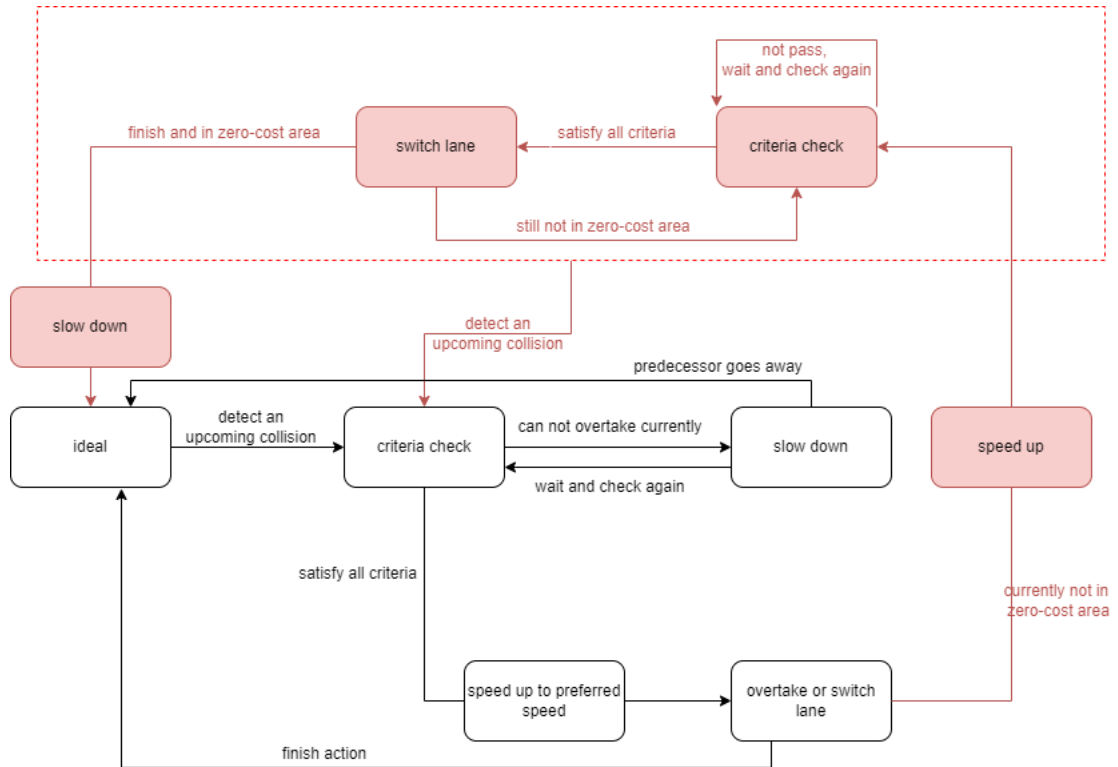 not pass,
wait and check again
finish and in zero-cost area
switch lane
satisfy all criteria
criteria check
still not in zero-cost area
slow down
detect an
upcoming collision
predecessor goes away
ideal
detect an
upcoming collision
criteria check
can not overtake currently
slow down
speed up
wait and check again
satisfy all criteria
currently not in
zero-cost area
speed up to preferred
speed
overtake or switch
lane
finish action